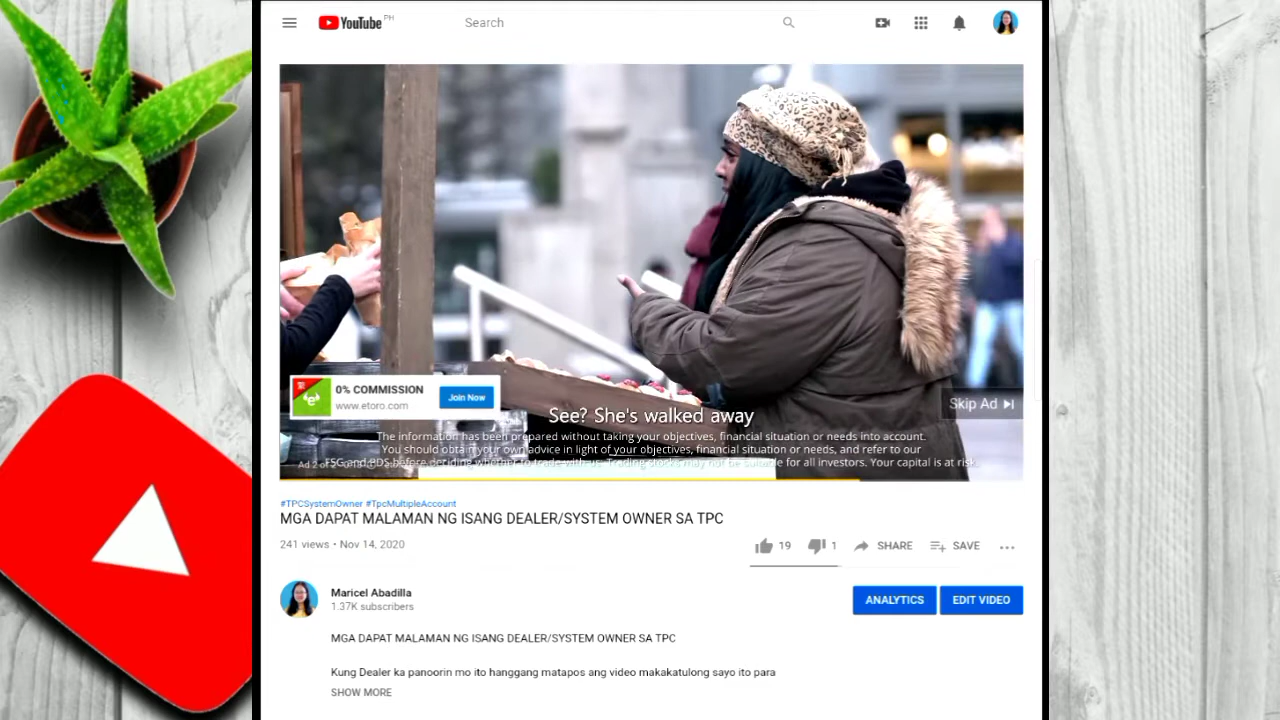 YouTube PH
Search
0% COMMISSION
www.etoro.com
Join Now
Skip Ad
See? She's walked away
The information has been prepared without taking your objectives, financial situation or needs into account.
You should obtain your own advice in light of your objectives, financial situation or needs, and refer to our
FSG and PDS before deciding whether to trade with us. Trading stocks may not be suitable for all investors. Your capital is at risk.
Ad 2 of
#TPCSystemOwner #TpcMultipleAccount
MGA DAPAT MALAMAN NG ISANG DEALER/SYSTEM OWNER SA TPC
241 views • Nov 14, 2020
19
1
SHARE
SAVE
Maricel Abadilla
1.37K subscribers
ANALYTICS
EDIT VIDEO
MGA DAPAT MALAMAN NG ISANG DEALER/SYSTEM OWNER SA TPC
Kung Dealer ka panoorin mo ito hanggang matapos ang video makakatulong sayo ito para
SHOW MORE